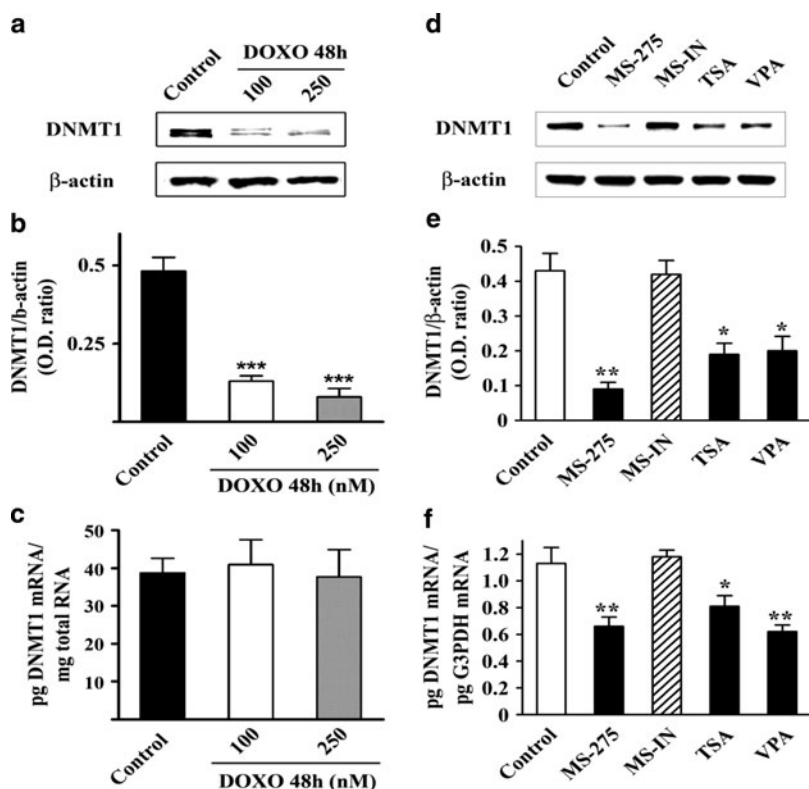 a
DOXO 48h
Control
100
250
DNMT1
β-actin
b
0.5
0.25
DNMT1/b-actin
(O.D. ratio)
***
***
Control
100
250
DOXO 48h (nM)
c
50
40
30
20
10
pg DNMT1 mRNA/
mg total RNA
Control
100
250
DOXO 48h (nM)
d
Control
MS-275
MS-IN
TSA
VPA
DNMT1
β-actin
e
0.5
0.4
0.3
0.2
0.1
0
DNMT1/β-actin
(O.D. ratio)
**
*
*
Control
MS-275
MS-IN
TSA
VPA
f
1.2
1.0
0.8
0.6
0.4
0.2
0
pg DNMT1 mRNA/
pg G3PDH mRNA
**
*
**
Control
MS-275
MS-IN
TSA
VPA